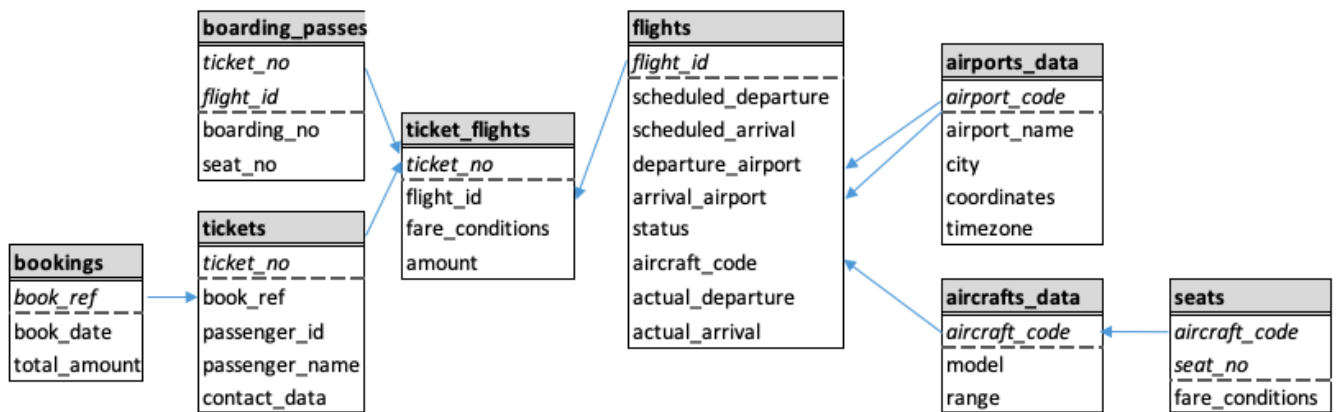 boarding_passes
ticket_no
flight_id
boarding_no
seat_no
tickets
ticket_no
book_ref
passenger_id
passenger_name
contact_data
bookings
book_ref
book_date
total_amount
ticket_flights
ticket_no
flight_id
fare_conditions
amount
flights
flight_id
scheduled_departure
scheduled_arrival
departure_airport
arrival_airport
status
aircraft_code
actual_departure
actual_arrival
airports_data
airport_code
airport_name
city
coordinates
timezone
aircrafts_data
aircraft_code
model
range
seats
aircraft_code
seat_no
fare_conditions